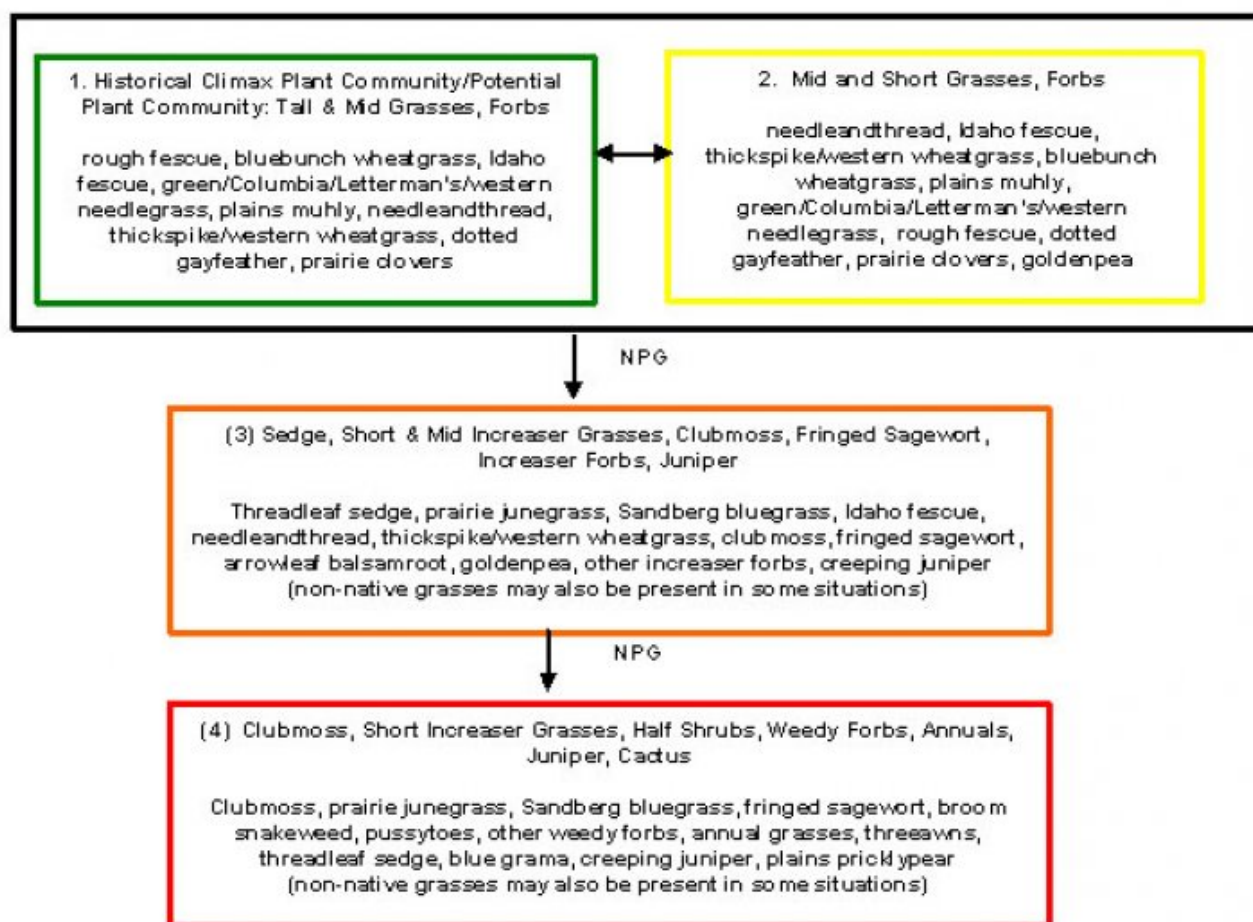 1. Historical Climax Plant Community/Potential
Plant Community: Tall & Mid Grasses, Forbs
rough fescue, bluebunch wheatgrass, Idaho
fescue, green/Columbia/Letterman's/western
needlegrass, plains muhly, needleandthread,
thickspike/western wheatgrass, dotted
gayfeather, prairie clovers
2. Mid and Short Grasses, Forbs
needleandthread, Idaho fescue,
thickspike/western wheatgrass, bluebunch
wheatgrass, plains muhly,
green/Columbia/Letterman's/western
needlegrass, rough fescue, dotted
gayfeather, prairie clovers, goldenpea
NPG
(3) Sedge, Short & Mid Increaser Grasses, Clubmoss, Fringed Sagewort,
Increaser Forbs, Juniper
Threadleaf sedge, prairie junegrass, Sandberg bluegrass, Idaho fescue,
needleandthread, thickspike/western wheatgrass, clubmoss, fringed sagewort,
arrowleaf balsamroot, goldenpea, other increaser forbs, creeping juniper
(non-native grasses may also be present in some situations)
NPG
(4) Clubmoss, Short Increaser Grasses, Half Shrubs, Weedy Forbs, Annuals,
Juniper, Cactus
Clubmoss, prairie junegrass, Sandberg bluegrass, fringed sagewort, broom
snakeweed, pussytoes, other weedy forbs, annual grasses, threeawns,
threadleaf sedge, blue grama, creeping juniper, plains pricklypear
(non-native grasses may also be present in some situations)